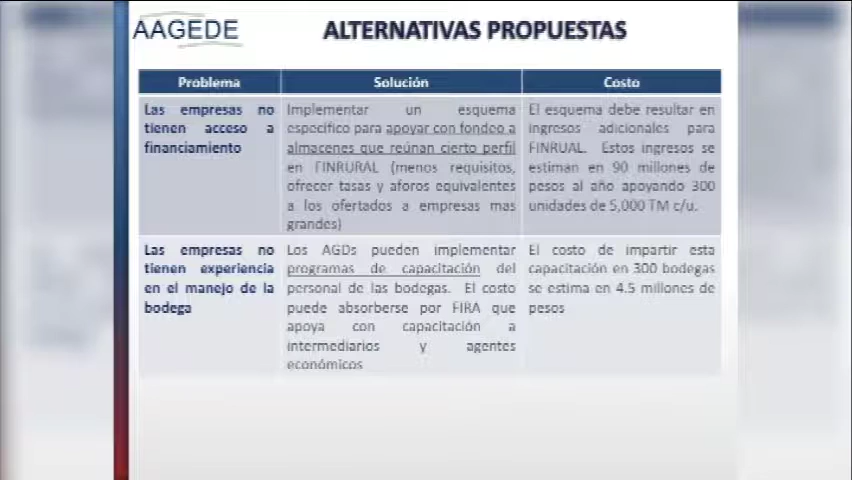 AAGEDE
ALTERNATIVAS PROPUESTAS
Problema
Solución
Costo
Las empresas no
tienen acceso a
financiamiento
Implementar un esquema
especifico para apoyar con fondeo a
almacenes que reúnan cierto perfil
en FINRURAL (menos requisitos,
ofrecer tasas y aforos equivalentes
a los ofertados a empresas mas
grandes)
El esquema debe resultar en
ingresos adicionales para
FINRUAL. Estos ingresos se
estiman en 90 millones de
pesos al año apoyando 300
unidades de 5,000 TM c/u.
Las empresas no
tienen experiencia
en el manejo de la
bodega
Los AGDs pueden implementar
programas de capacitación del
personal de las bodegas. El costo
puede absorberse por FIRA que
apoya con capacitación a
intermediarios y agentes
económicos
El costo de impartir esta
capacitación en 300 bodegas
se estima en 4.5 millones de
pesos